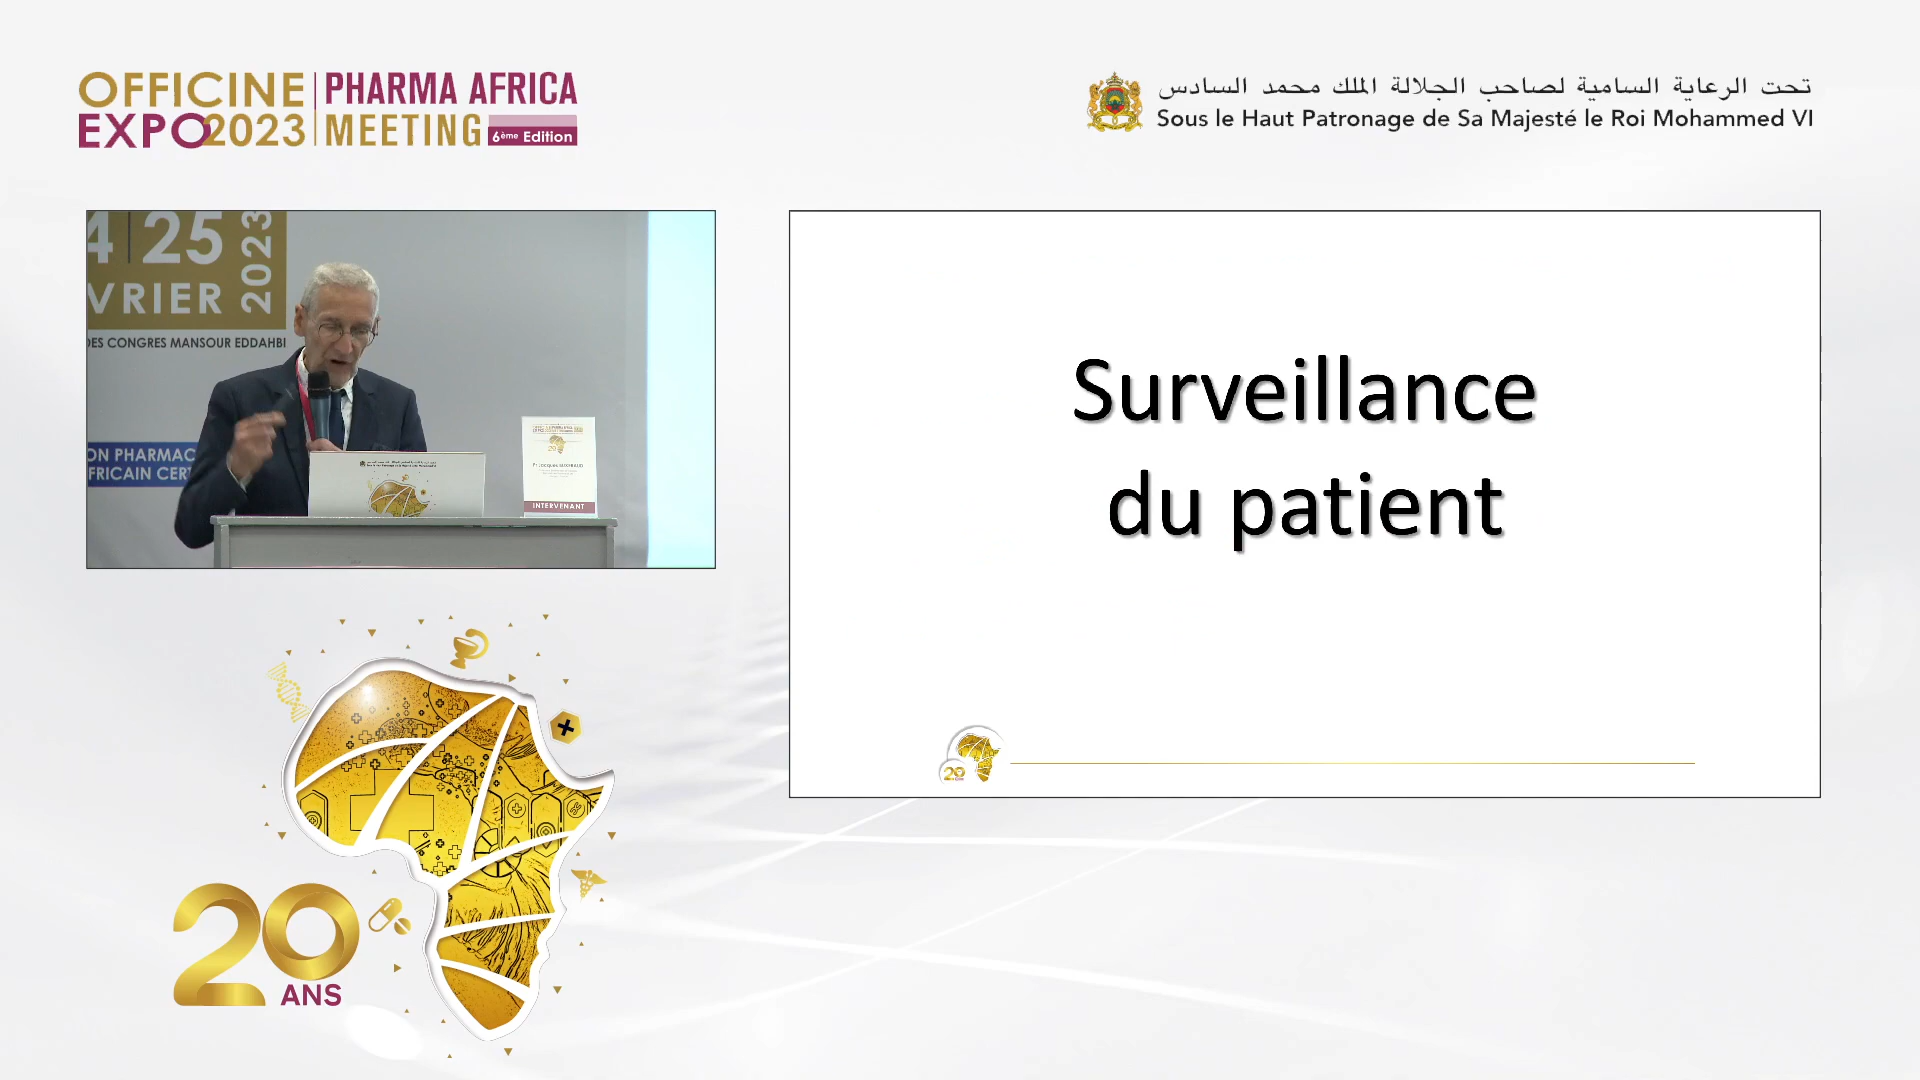 OFFICINE
EXPO2023
PHARMA AFRICA
MEETING
6ème Edition
تحت الرعاية السامية لصاحب الجلالة الملك محمد السادس
Sous le Haut Patronage de Sa Majesté le Roi Mohammed VI
4|25
VRIER
2023
DES CONGRES MANSOUR EDDAHBI
ON PHARMAC
FRICAIN CER
INTERVENANT
Surveillance
du patient
20
20
ANS